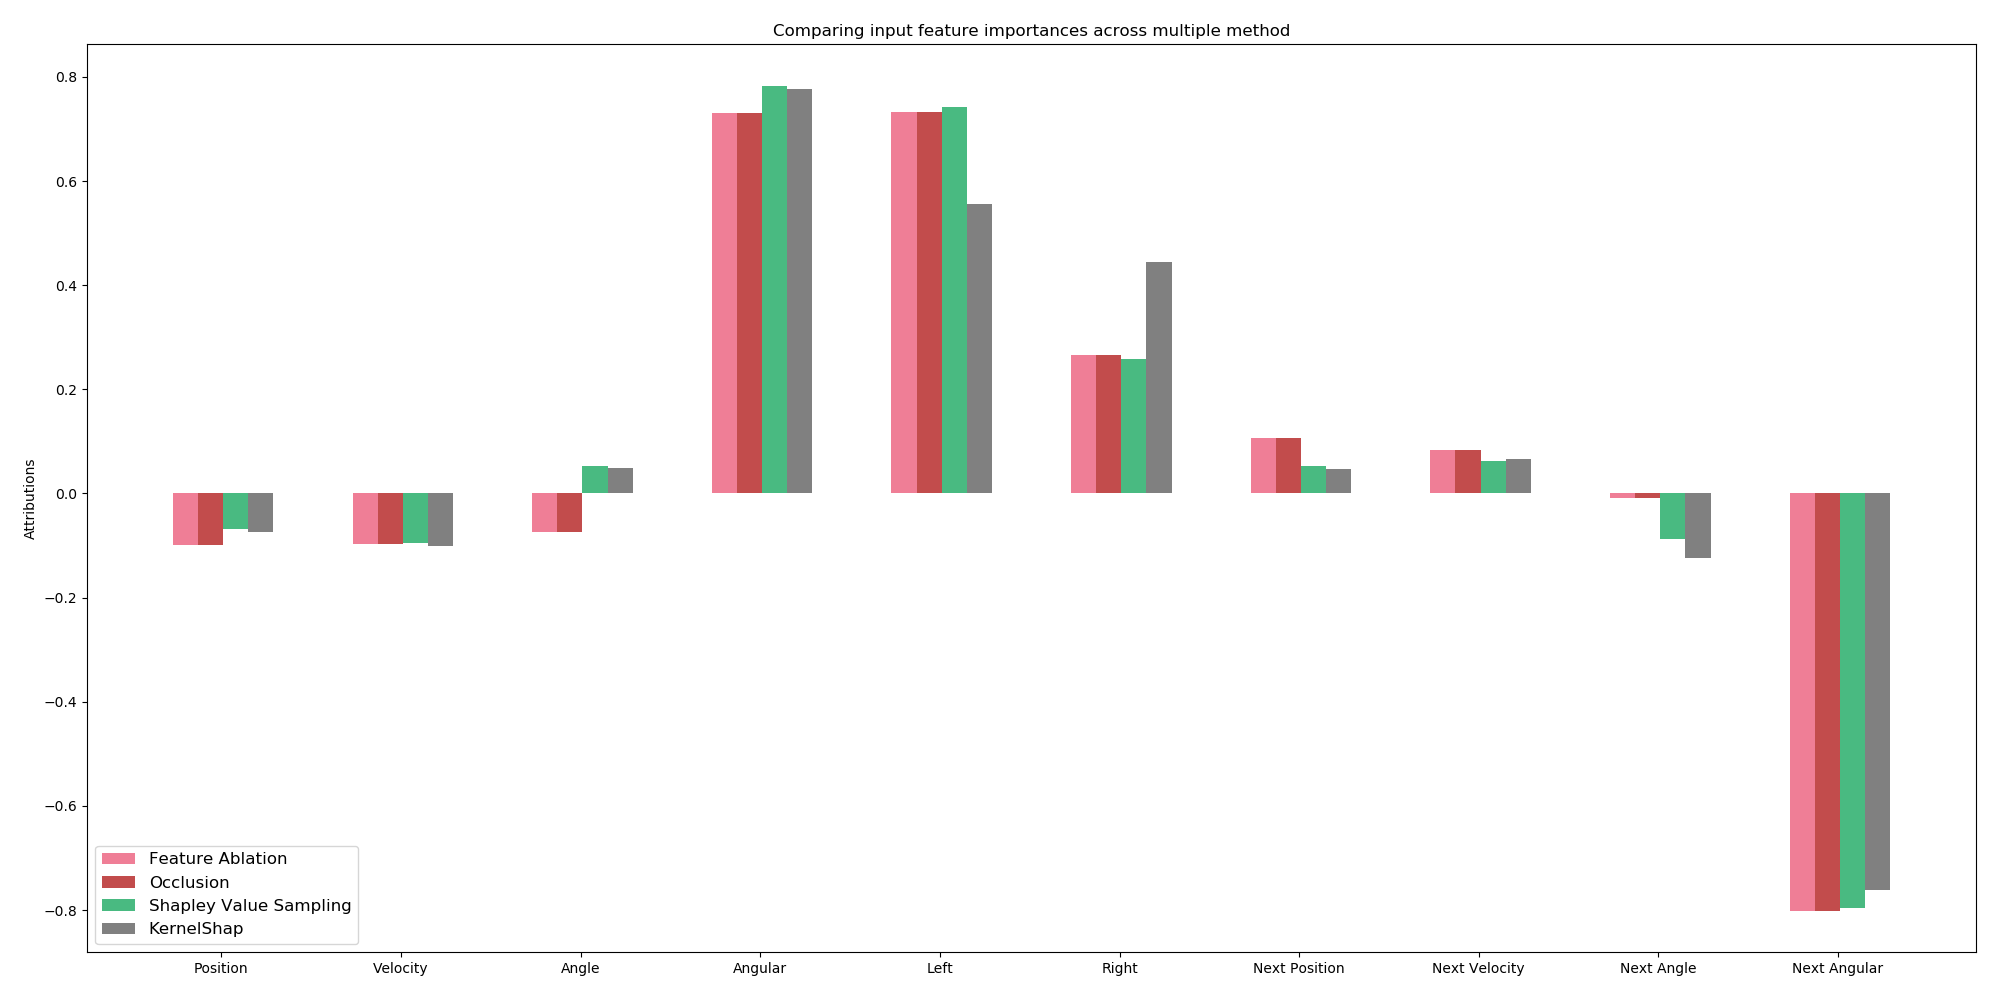 Comparing input feature importances across multiple method
Attributions
0.8
0.6
0.4
0.2
0.0
−0.2
−0.4
−0.6
−0.8
Feature Ablation
Occlusion
Shapley Value Sampling
KernelShap
Position Velocity Angle Angular Left Right Next Position Next Velocity Next Angle Next Angular